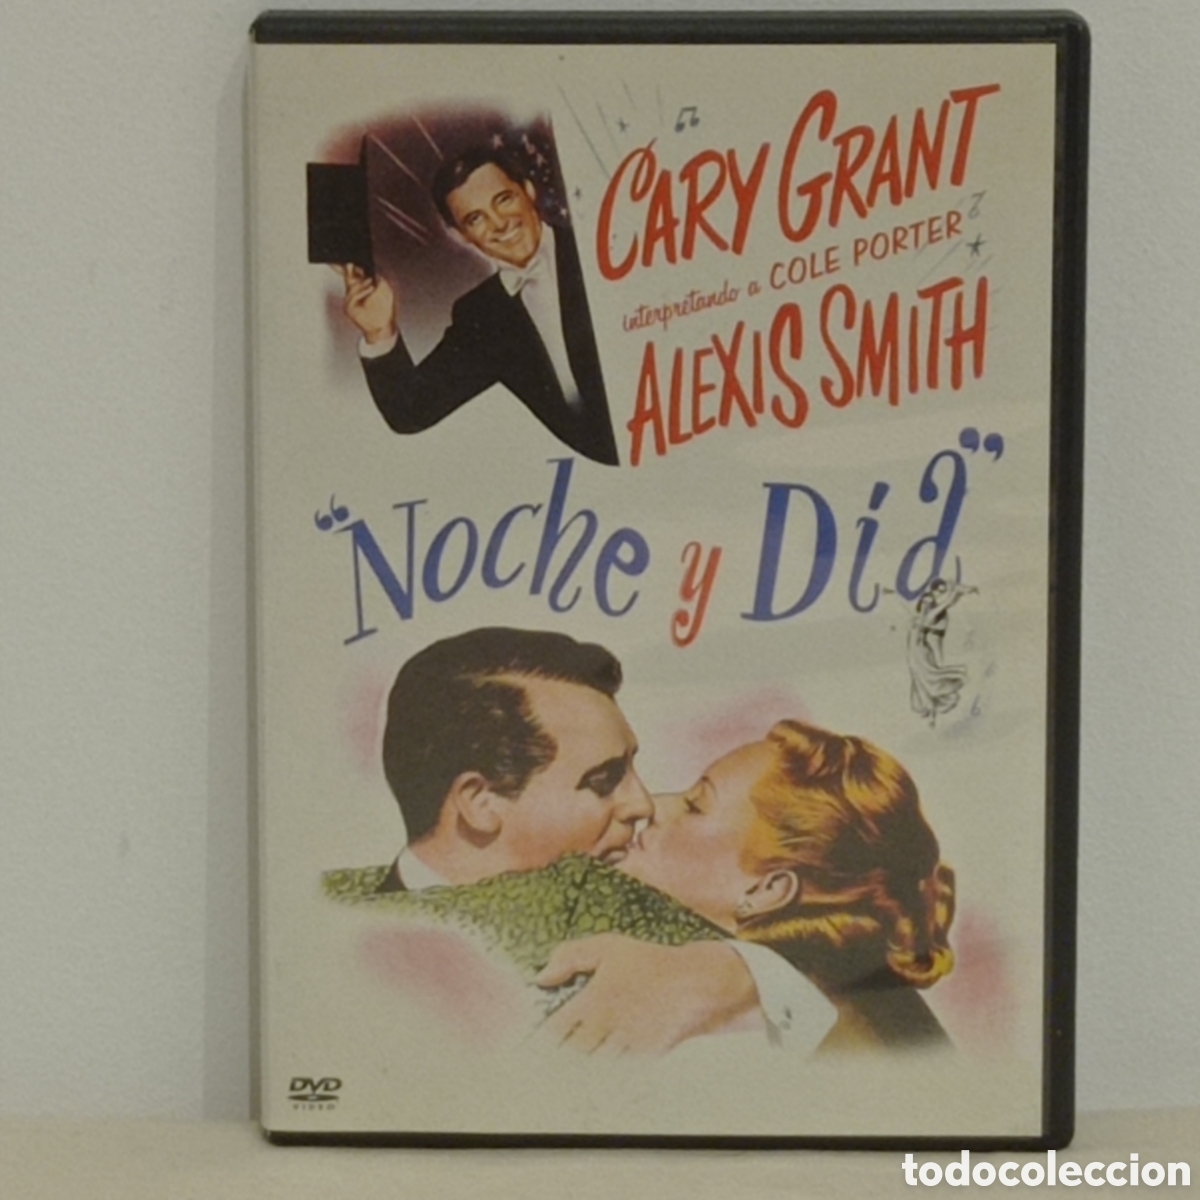 CARY GRANT
interpretando a COLE PORTER
ALEXIS SMITH
"NOCHE y DÍA"
DVD
VIDEO
todocoleccion